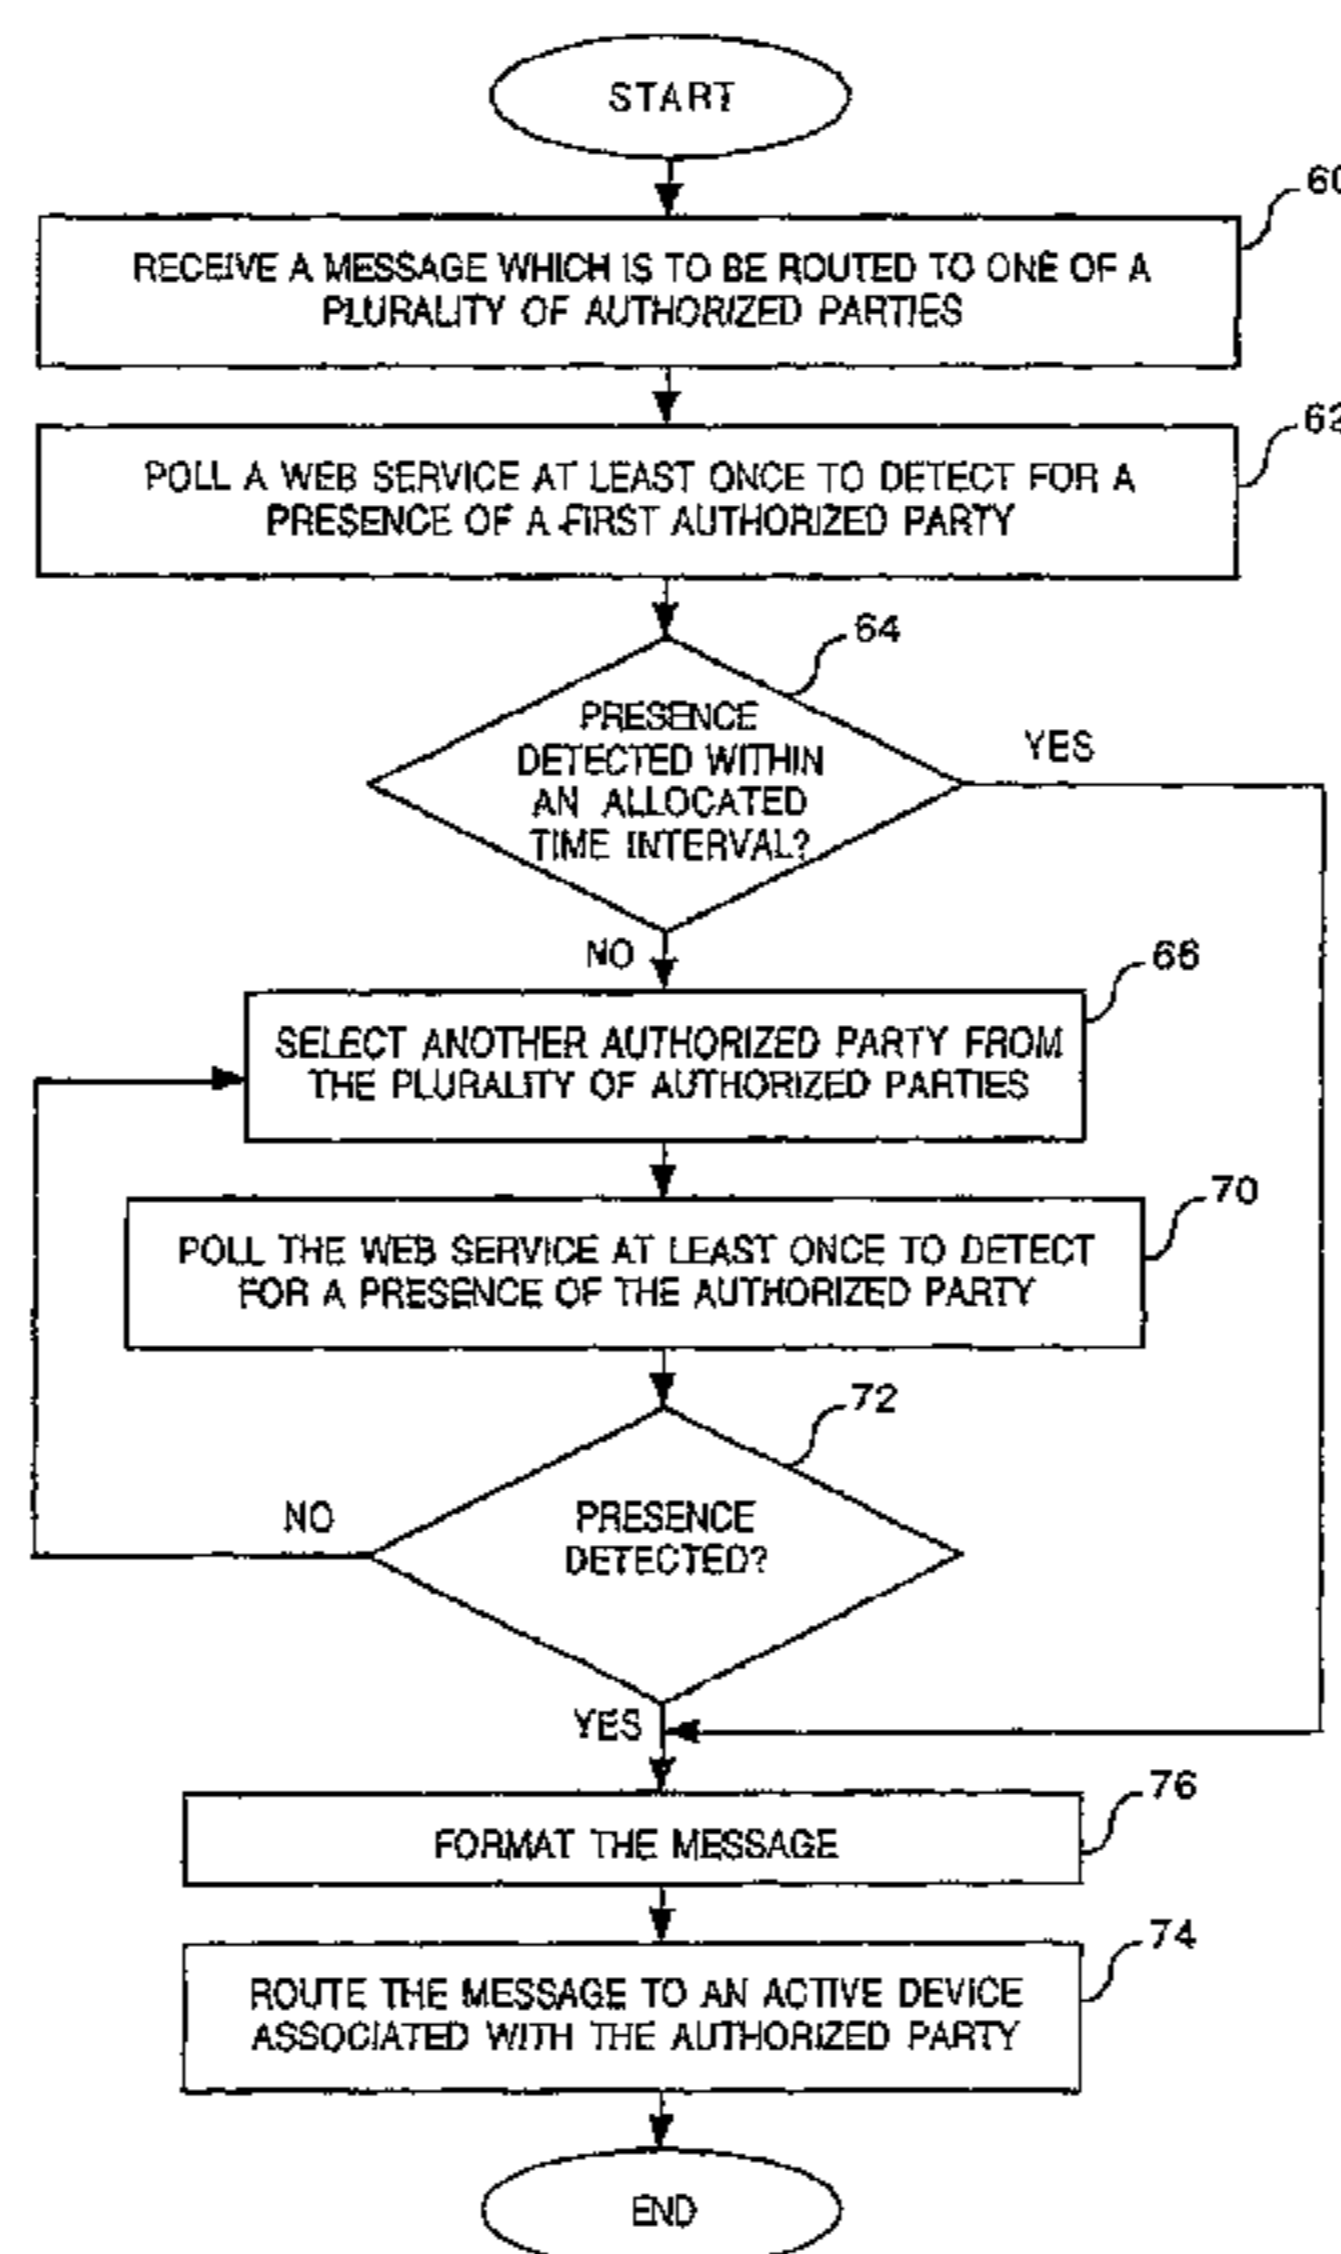 START
60
RECEIVE A MESSAGE WHICH IS TO BE ROUTED TO ONE OF A
PLURALITY OF AUTHORIZED PARTIES
62
POLL A WEB SERVICE AT LEAST ONCE TO DETECT FOR A
PRESENCE OF A FIRST AUTHORIZED PARTY
64
PRESENCE
DETECTED WITHIN
AN ALLOCATED
TIME INTERVAL?
YES
NO
68
SELECT ANOTHER AUTHORIZED PARTY FROM
THE PLURALITY OF AUTHORIZED PARTIES
70
POLL THE WEB SERVICE AT LEAST ONCE TO DETECT
FOR A PRESENCE OF THE AUTHORIZED PARTY
72
NO
PRESENCE
DETECTED?
YES
76
FORMAT THE MESSAGE
74
ROUTE THE MESSAGE TO AN ACTIVE DEVICE
ASSOCIATED WITH THE AUTHORIZED PARTY
END